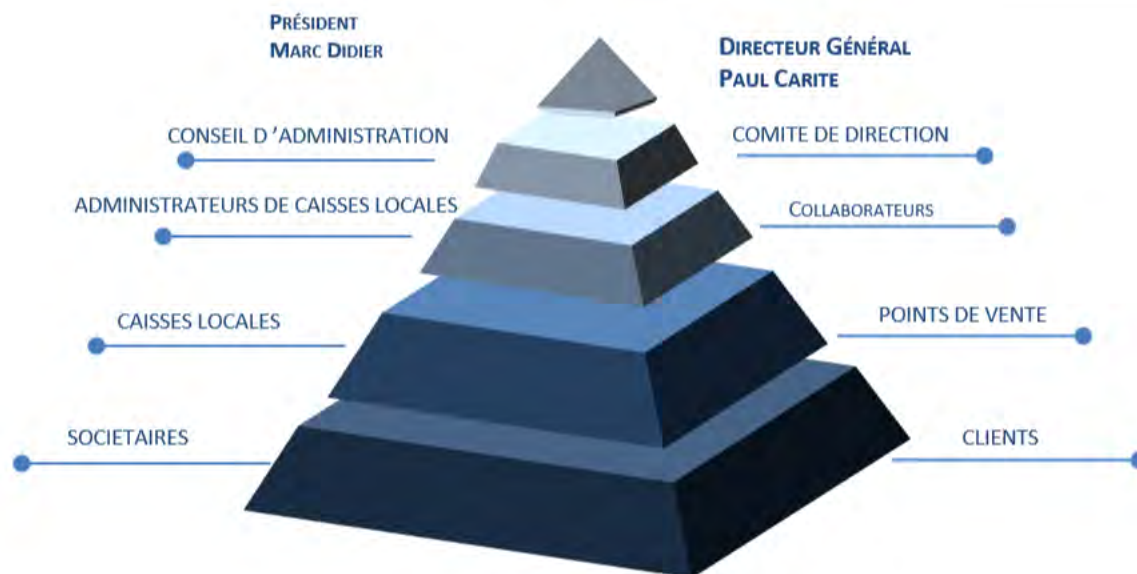 PRÉSIDENT
MARC DIDIER
DIRECTEUR GÉNÉRAL
PAUL CARITE
CONSEIL D ’ADMINISTRATION
COMITE DE DIRECTION
ADMINISTRATEURS DE CAISSES LOCALES
COLLABORATEURS
CAISSES LOCALES
POINTS DE VENTE
SOCIETAIRES
CLIENTS